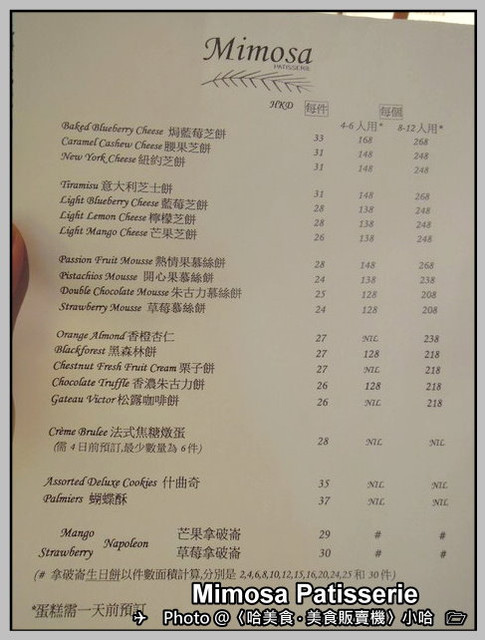 Mimosa
PATISSERIE
HKD 每件 每個
4-6 人用* 8-12 人用*
Baked Blueberry Cheese 焗藍莓芝餅 33 168 268
Caramel Cashew Cheese 腰果芝餅 31 148 248
New York Cheese 紐約芝餅 31 148 248
Tiramisu 意大利芝士餅 31 148 268
Light Blueberry Cheese 藍莓芝餅 28 138 248
Light Lemon Cheese 檸檬芝餅 28 138 248
Light Mango Cheese 芒果芝餅 26 138 248
Passion Fruit Mousse 熱情果慕絲餅 28 148 268
Pistachios Mousse 開心果慕絲餅 24 138 238
Double Chocolate Mousse 朱古力慕絲餅 25 128 208
Strawberry Mousse 草莓慕絲餅 24 128 208
Orange Almond 香橙杏仁 27 NIL 238
Blackforest 黑森林餅 27 128 218
Chestnut Fresh Fruit Cream 栗子餅 27 NIL 218
Chocolate Truffle 香濃朱古力餅 26 128 218
Gateau Victor 松露咖啡餅 26 NIL 218
Crème Brulee 法式焦糖燉蛋 28 NIL NIL
(需 4 日前預訂,最少數量為 6 件)
Assorted Deluxe Cookies 什曲奇 35 NIL NIL
Palmiers 蝴蝶酥 37 NIL NIL
Mango 芒果拿破崙 29 # #
Napoleon
Strawberry 草莓拿破崙 30 # #
(# 拿破崙生日餅以件數面積計算,分別是 2,4,6,8,10,12,15,16,20,24,25 和 30 件)
*蛋糕需一天前預訂
Mimosa Patisserie
Photo @〈哈美食·美食販賣機〉小哈